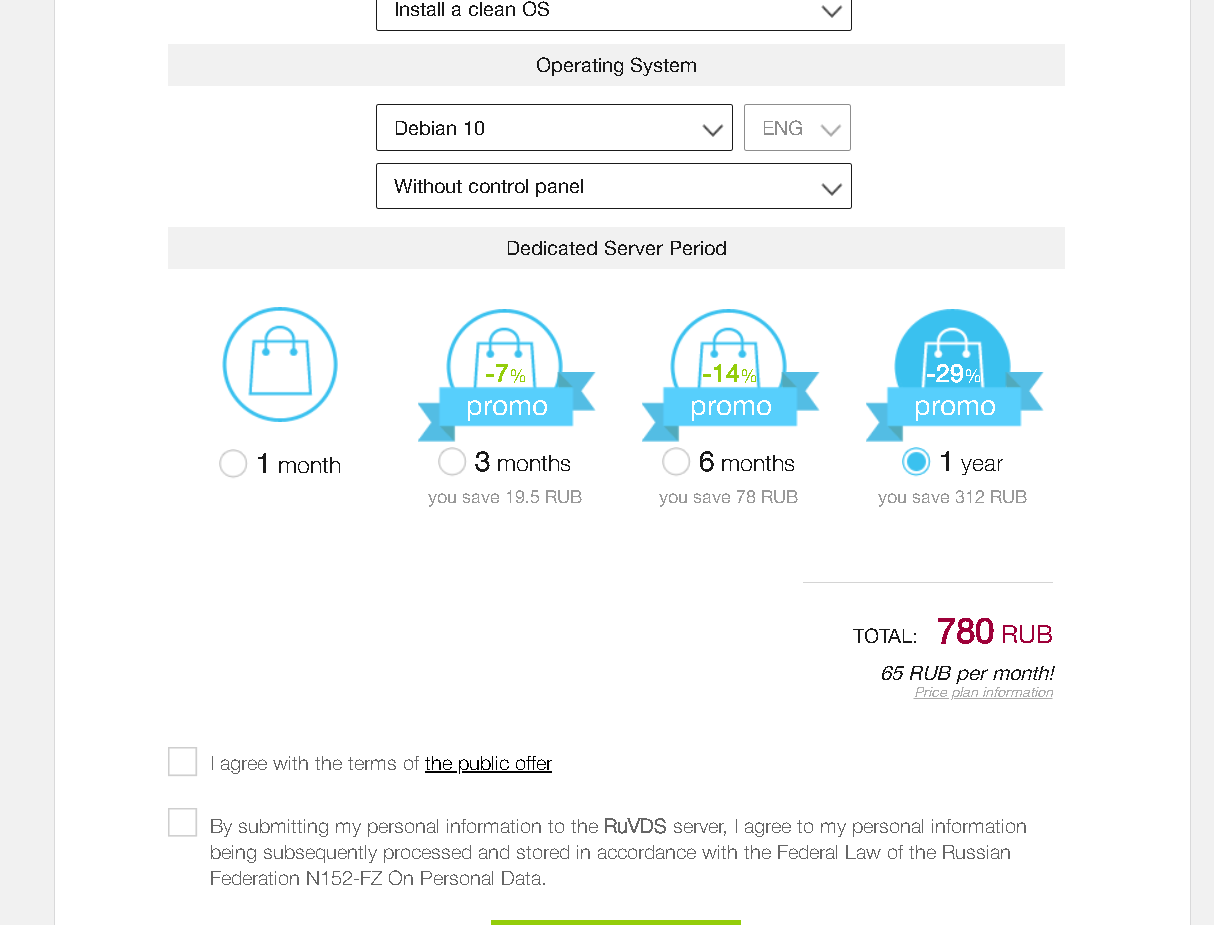 Install a clean OS
Operating System
Debian 10
ENG
Without control panel
Dedicated Server Period
-7%
promo
-14%
promo
-29%
promo
1 month
3 months
6 months
1 year
you save 19.5 RUB
you save 78 RUB
you save 312 RUB
TOTAL: 780 RUB
65 RUB per month!
Price plan information
I agree with the terms of the public offer
By submitting my personal information to the RuVDS server, I agree to my personal information
being subsequently processed and stored in accordance with the Federal Law of the Russian
Federation N152-FZ On Personal Data.